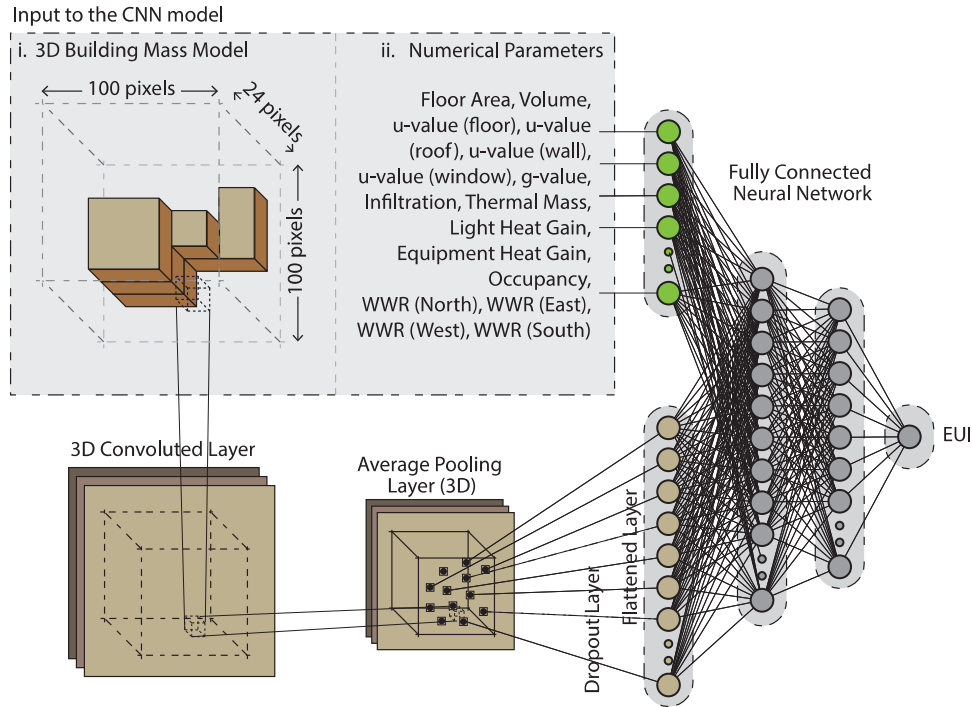 Input to the CNN model
i. 3D Building Mass Model
100 pixels
24 pixels
100 pixels
ii. Numerical Parameters
Floor Area, Volume,
u-value (floor), u-value
(roof), u-value (wall),
u-value (window), g-value,
Infiltration, Thermal Mass,
Light Heat Gain,
Equipment Heat Gain,
Occupancy,
WWR (North), WWR (East),
WWR (West), WWR (South)
Fully Connected
Neural Network
3D Convoluted Layer
Average Pooling
Layer (3D)
Dropout Layer
Flattened Layer
EUI